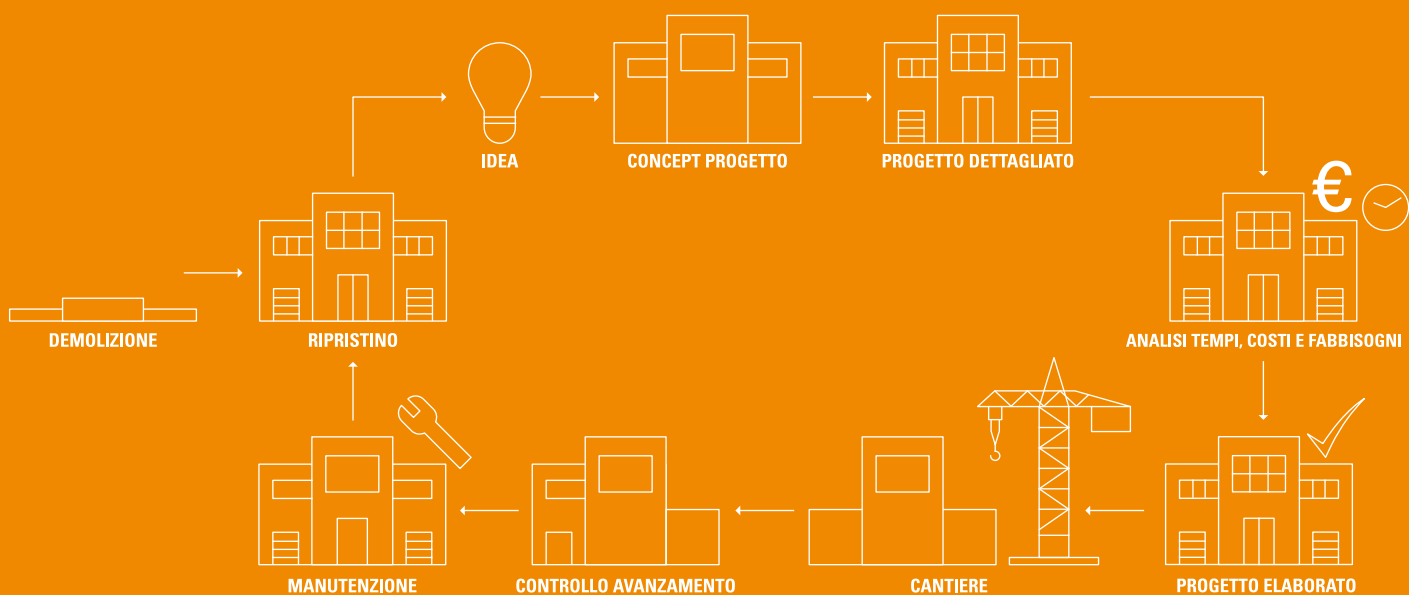 IDEA
CONCEPT PROGETTO
PROGETTO DETTAGLIATO
€
DEMOLIZIONE
RIPRISTINO
ANALISI TEMPI, COSTI E FABBISOGNI
MANUTENZIONE
CONTROLLO AVANZAMENTO
CANTIERE
PROGETTO ELABORATO